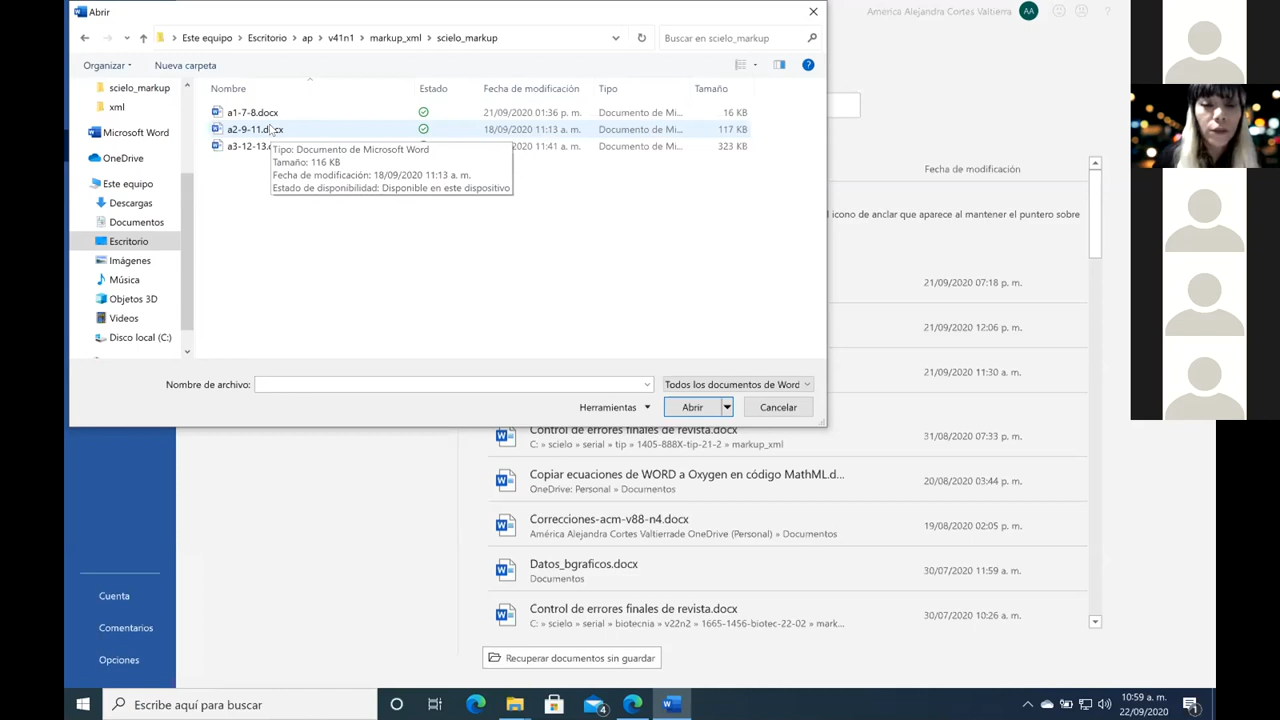 Abrir
América Alejandra Cortes Valtierra AA
Este equipo > Escritorio > ap > v41n1 > markup_xml > scielo_markup
Buscar en scielo_markup
Organizar
Nueva carpeta
scielo_markup
xml
Microsoft Word
OneDrive
Este equipo
Descargas
Documentos
Escritorio
Imágenes
Música
Objetos 3D
Videos
Disco local (C:)
Nombre Estado Fecha de modificación Tipo Tamaño
a1-7-8.docx 21/09/2020 01:36 p. m. Documento de Mi... 16 KB
a2-9-11.docx 18/09/2020 11:13 a. m. Documento de Mi... 117 KB
a3-12-13. 11:41 a. m. Documento de Mi... 323 KB
Tipo: Documento de Microsoft Word
Tamaño: 116 KB
Fecha de modificación: 18/09/2020 11:13 a. m.
Estado de disponibilidad: Disponible en este dispositivo
Nombre de archivo:
Todos los documentos de Word
Herramientas
Abrir
Cancelar
Fecha de modificación
icono de anclar que aparece al mantener el puntero sobre
21/09/2020 07:18 p. m.
21/09/2020 12:06 p. m.
21/09/2020 11:30 a. m.
Control de errores finales de revista.docx
C: » scielo » serial » tip » 1405-888X-tip-21-2 » markup_xml
31/08/2020 07:33 p. m.
Copiar ecuaciones de WORD a Oxygen en código MathML.d...
OneDrive: Personal » Documentos
20/08/2020 03:44 p. m.
Correcciones-acm-v88-n4.docx
América Alejandra Cortes Valtierrade OneDrive (Personal) » Documentos
19/08/2020 02:05 p. m.
Datos_bgraficos.docx
Documentos
30/07/2020 11:59 a. m.
Control de errores finales de revista.docx
C: » scielo » serial » biotecnia » v22n2 » 1665-1456-biotec-22-02 » mark...
30/07/2020 10:26 a. m.
Cuenta
Comentarios
Opciones
Recuperar documentos sin guardar
Escribe aquí para buscar
4
10:59 a. m.
22/09/2020
1